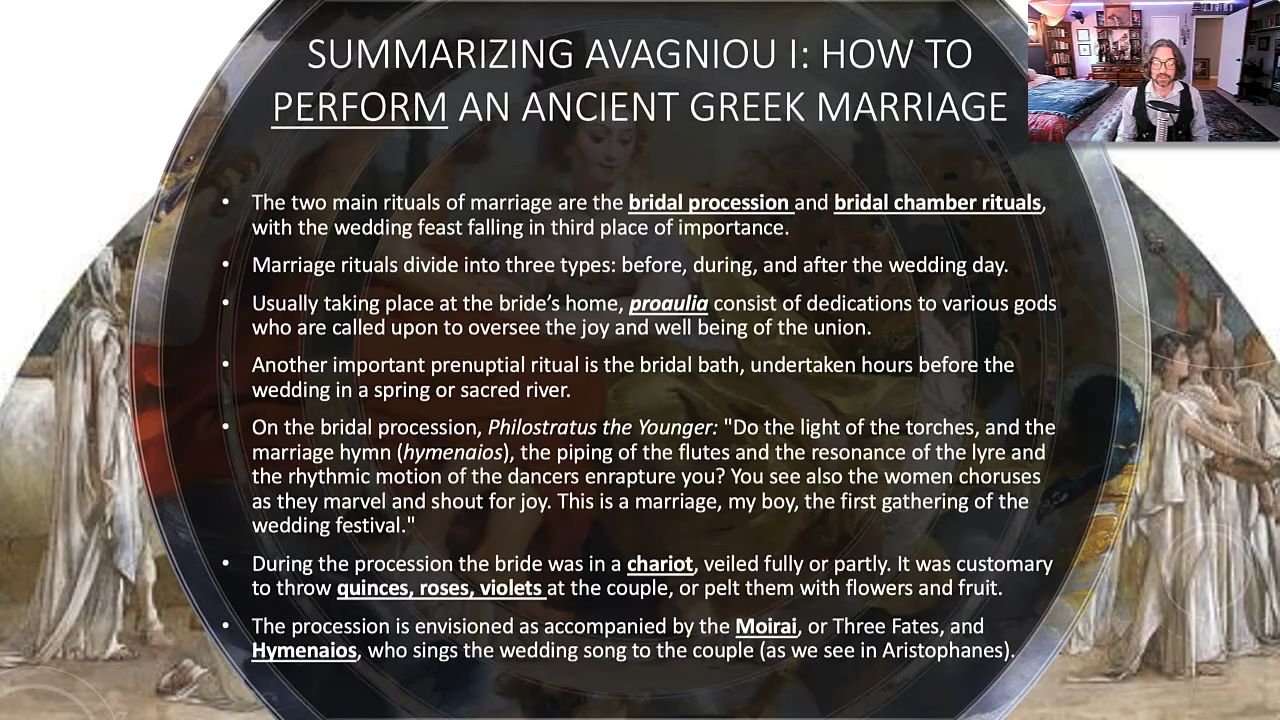 SUMMARIZING AVAGNIOU I: HOW TO
PERFORM AN ANCIENT GREEK MARRIAGE
• The two main rituals of marriage are the bridal procession and bridal chamber rituals,
with the wedding feast falling in third place of importance.
• Marriage rituals divide into three types: before, during, and after the wedding day.
• Usually taking place at the bride’s home, proaulia consist of dedications to various gods
who are called upon to oversee the joy and well being of the union.
• Another important prenuptial ritual is the bridal bath, undertaken hours before the
wedding in a spring or sacred river.
• On the bridal procession, Philostratus the Younger: "Do the light of the torches, and the
marriage hymn (hymenaios), the piping of the flutes and the resonance of the lyre and
the rhythmic motion of the dancers enrapture you? You see also the women choruses
as they marvel and shout for joy. This is a marriage, my boy, the first gathering of the
wedding festival."
• During the procession the bride was in a chariot, veiled fully or partly. It was customary
to throw quinces, roses, violets at the couple, or pelt them with flowers and fruit.
• The procession is envisioned as accompanied by the Moirai, or Three Fates, and
Hymenaios, who sings the wedding song to the couple (as we see in Aristophanes).